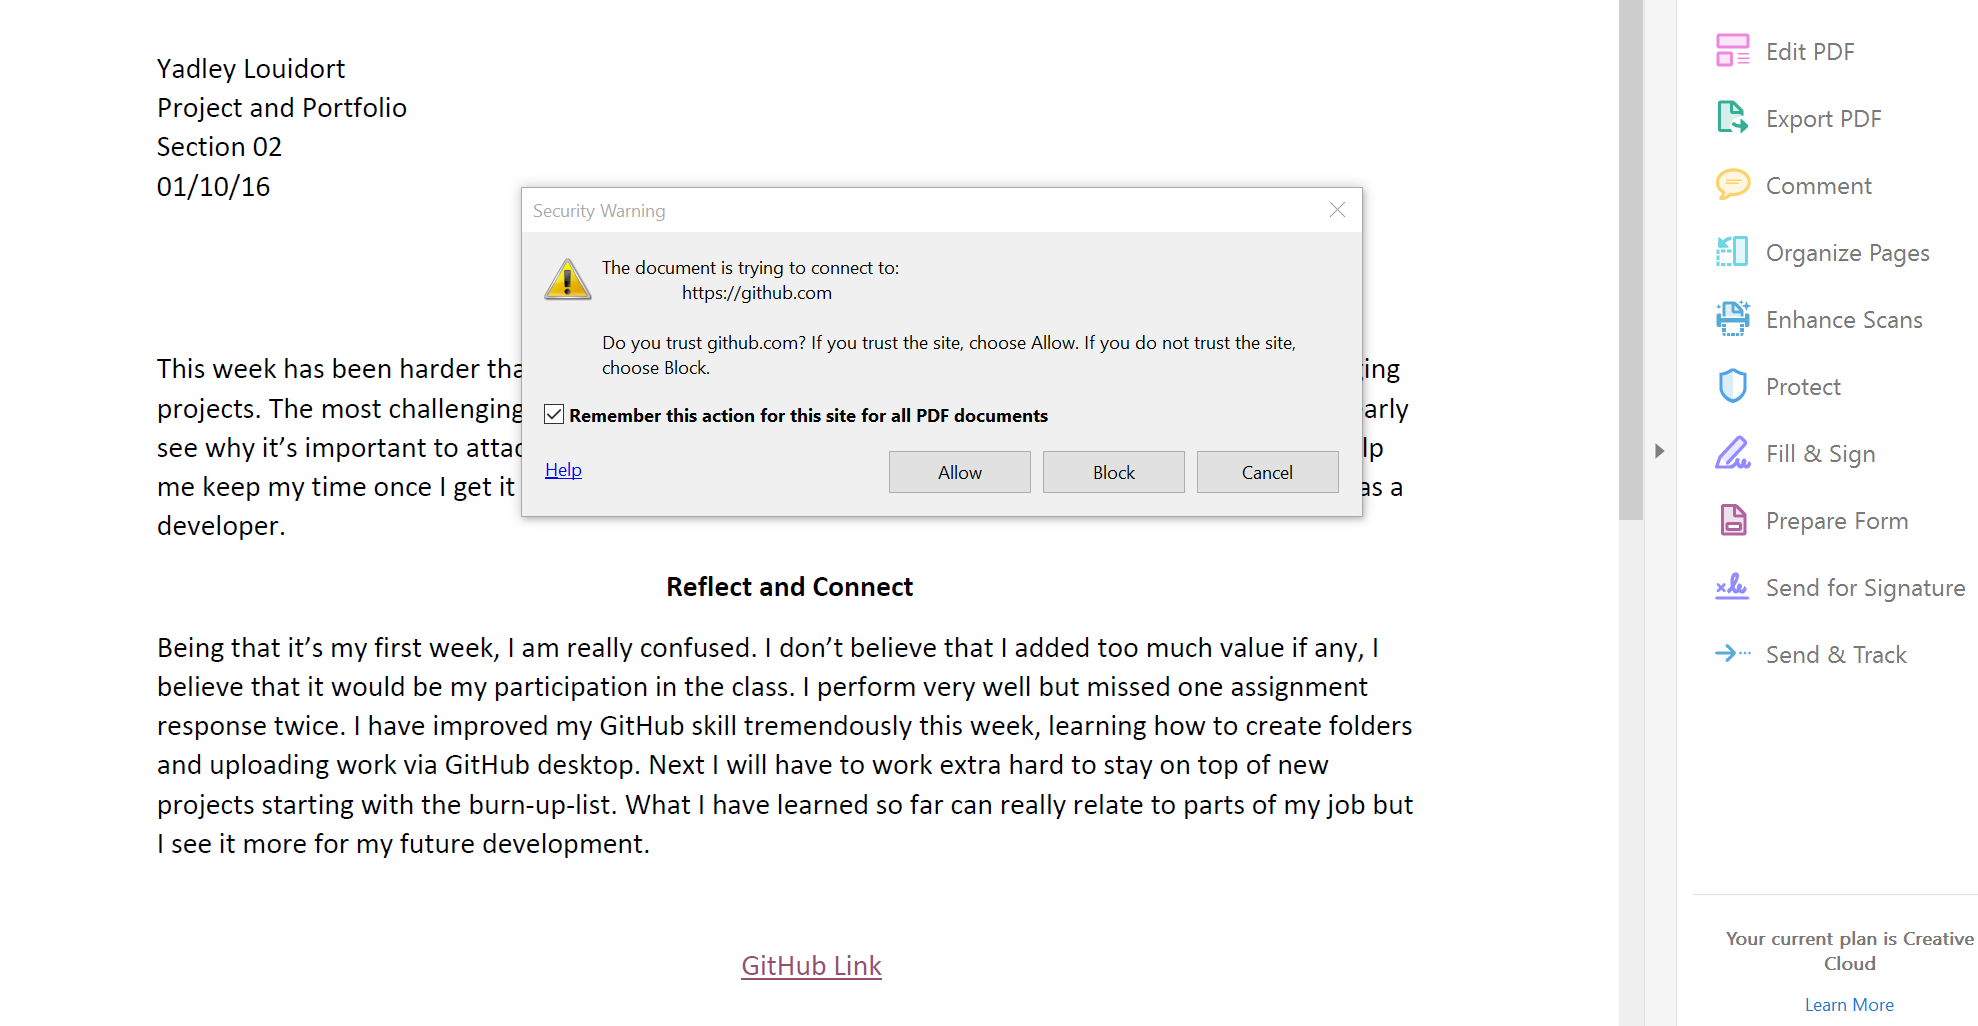 Yadley Louidort
Project and Portfolio
Section 02
01/10/16
Security Warning
The document is trying to connect to:
https://github.com
Do you trust github.com? If you trust the site, choose Allow. If you do not trust the site,
choose Block.
Remember this action for this site for all PDF documents
Help
Allow
Block
Cancel
This week has been harder
projects. The most challenging
see why it’s important to
me keep my time once I get it
as a
developer.
Reflect and Connect
Being that it’s my first week, I am really confused. I don’t believe that I added too much value if any, I
believe that it would be my participation in the class. I perform very well but missed one assignment
response twice. I have improved my GitHub skill tremendously this week, learning how to create folders
and uploading work via GitHub desktop. Next I will have to work extra hard to stay on top of new
projects starting with the burn-up-list. What I have learned so far can really relate to parts of my job but
I see it more for my future development.
GitHub Link
Edit PDF
Export PDF
Comment
Organize Pages
Enhance Scans
Protect
Fill & Sign
Prepare Form
Send for Signature
Send & Track
Your current plan is Creative
Cloud
Learn More